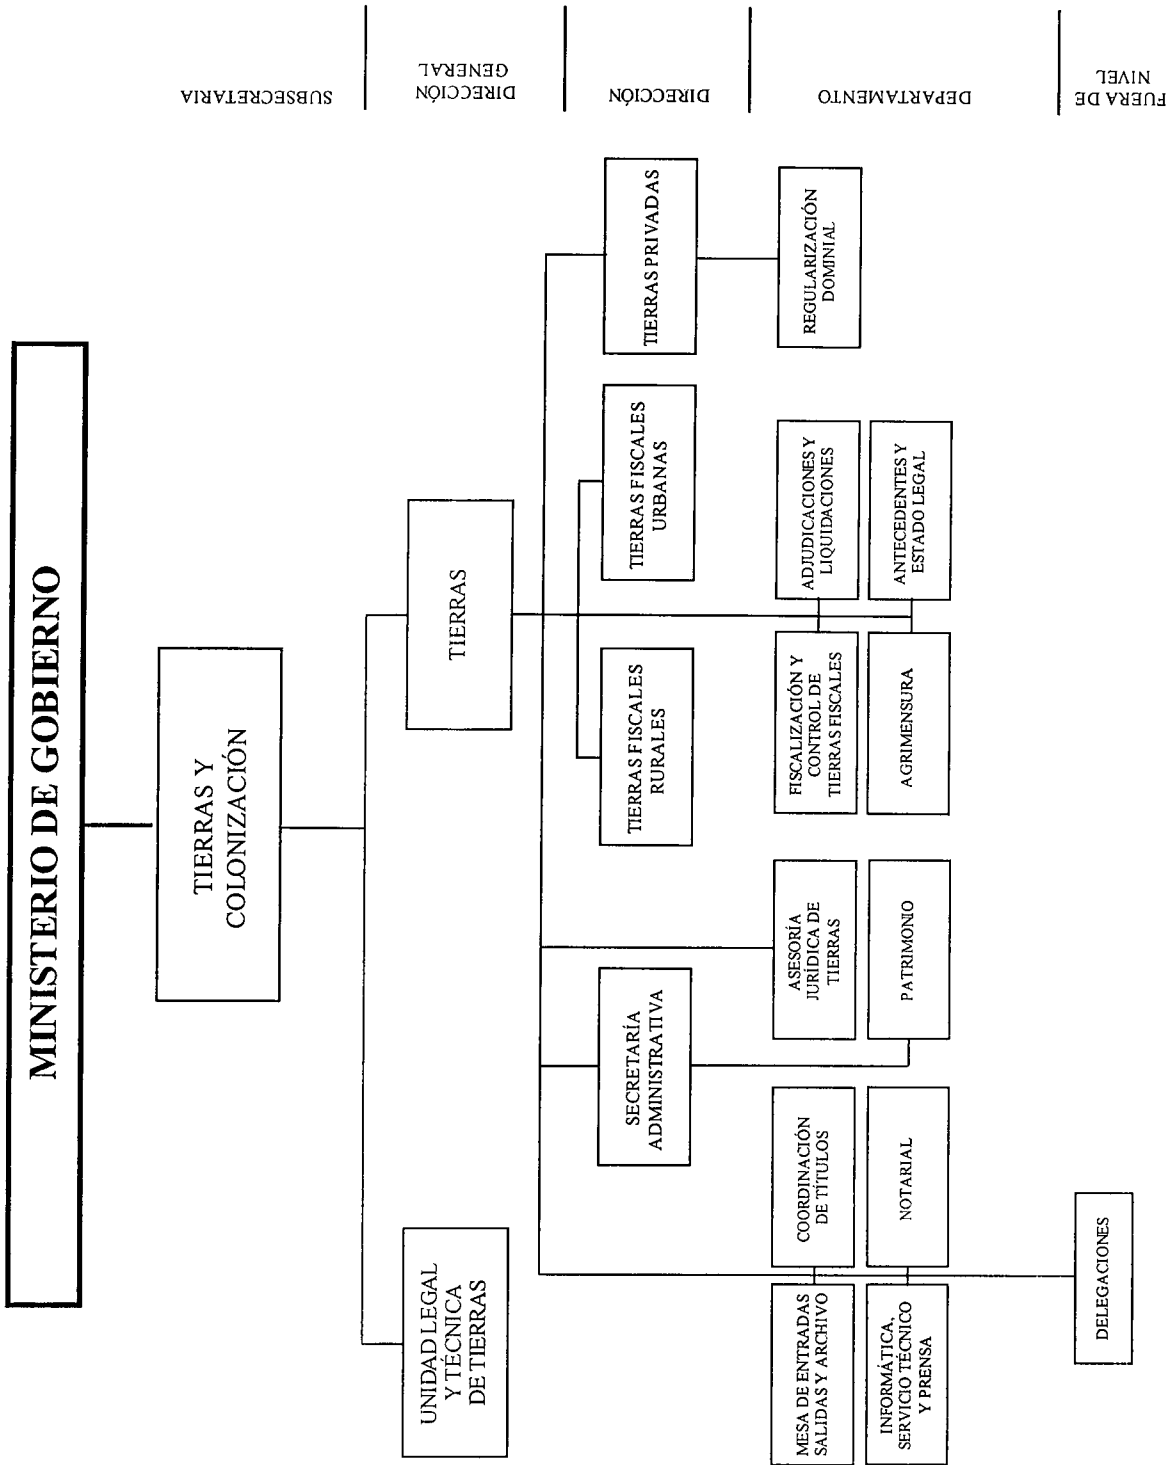 MINISTERIO DE GOBIERNO
TIERRAS Y
COLONIZACIÓN
SUBSECRETARIA
UNIDAD LEGAL
Y TÉCNICA
DE TIERRAS
TIERRAS
DIRECCIÓN
GENERAL
SECRETARÍA
ADMINISTRATIVA
TIERRAS FISCALES
RURALES
TIERRAS FISCALES
URBANAS
TIERRAS PRIVADAS
DIRECCIÓN
MESA DE ENTRADAS
SALIDAS Y ARCHIVO
COORDINACIÓN
DE TÍTULOS
ASESORÍA
JURÍDICA DE
TIERRAS
FISCALIZACIÓN Y
CONTROL DE
TIERRAS FISCALES
ADJUDICACIONES Y
LIQUIDACIONES
REGULARIZACIÓN
DOMINIAL
INFORMÁTICA,
SERVICIO TÉCNICO
Y PRENSA
NOTARIAL
PATRIMONIO
AGRIMENSURA
ANTECEDENTES Y
ESTADO LEGAL
DEPARTAMENTO
DELEGACIONES
FUERA DE
NIVEL